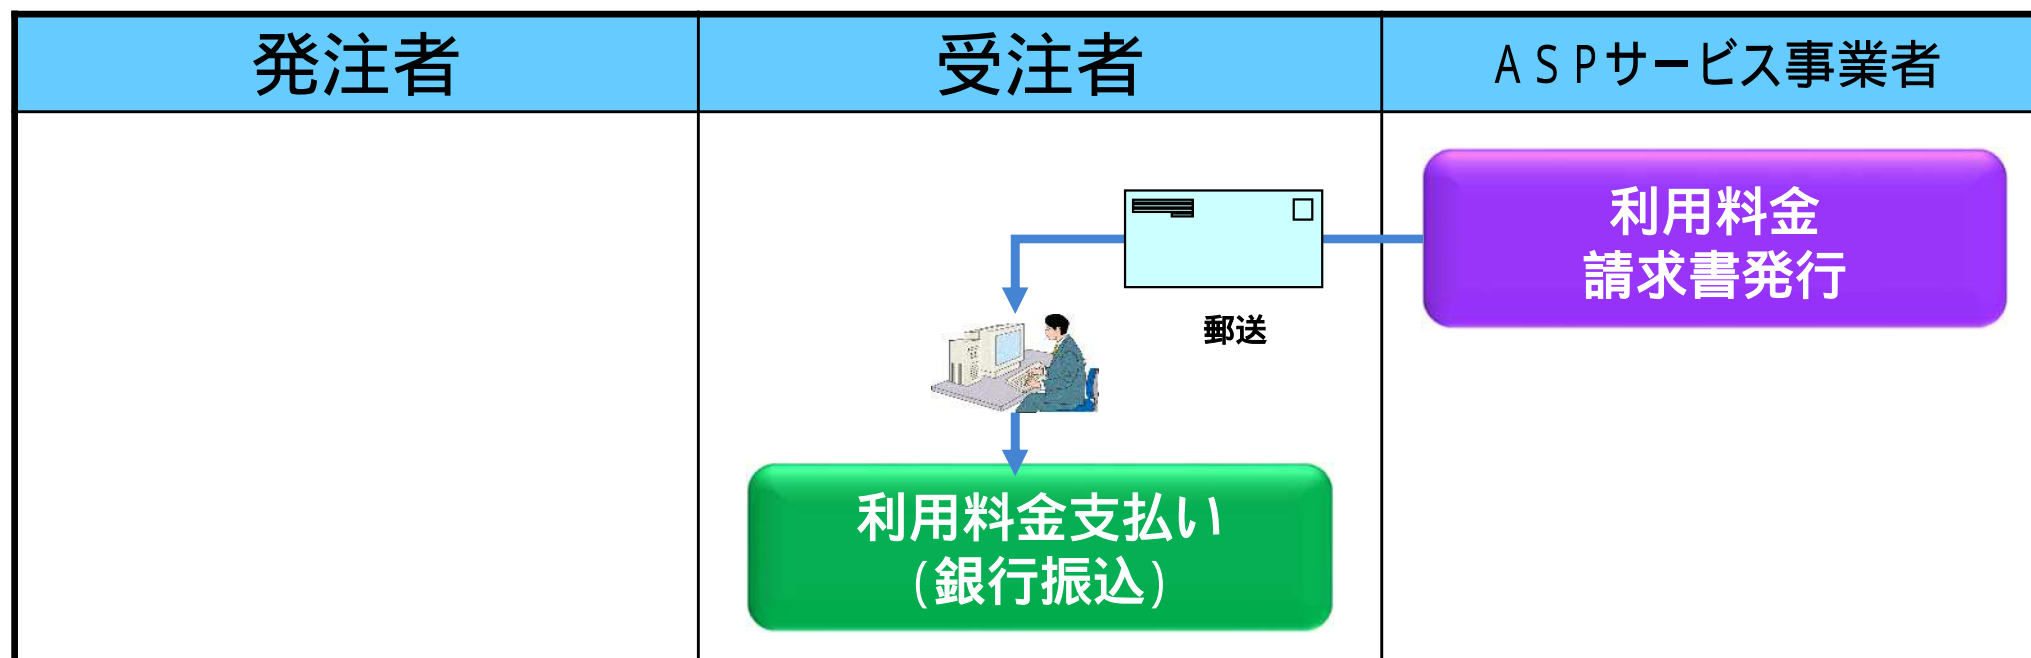 発注者
受注者
ASPサービス事業者
利用料金
請求書発行
郵送
利用料金支払い
(銀行振込)